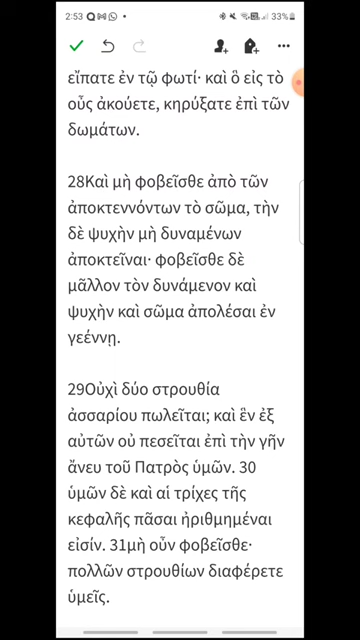 2:53
33%
εἴπατε ἐν τῷ φωτί· καὶ ὃ εἰς τὸ
οὖς ἀκούετε, κηρύξατε ἐπὶ τῶν
δωμάτων.
28Καὶ μὴ φοβεῖσθε ἀπὸ τῶν
ἀποκτεννόντων τὸ σῶμα, τὴν
δὲ ψυχὴν μὴ δυναμένων
ἀποκτεῖναι· φοβεῖσθε δὲ
μᾶλλον τὸν δυνάμενον καὶ
ψυχὴν καὶ σῶμα ἀπολέσαι ἐν
γεέννῃ.
29Οὐχὶ δύο στρουθία
ἀσσαρίου πωλεῖται; καὶ ἓν ἐξ
αὐτῶν οὐ πεσεῖται ἐπὶ τὴν γῆν
ἄνευ τοῦ Πατρὸς ὑμῶν. 30
ὑμῶν δὲ καὶ αἱ τρίχες τῆς
κεφαλῆς πᾶσαι ἠριθμημέναι
εἰσίν. 31μὴ οὖν φοβεῖσθε·
πολλῶν στρουθίων διαφέρετε
ὑμεῖς.